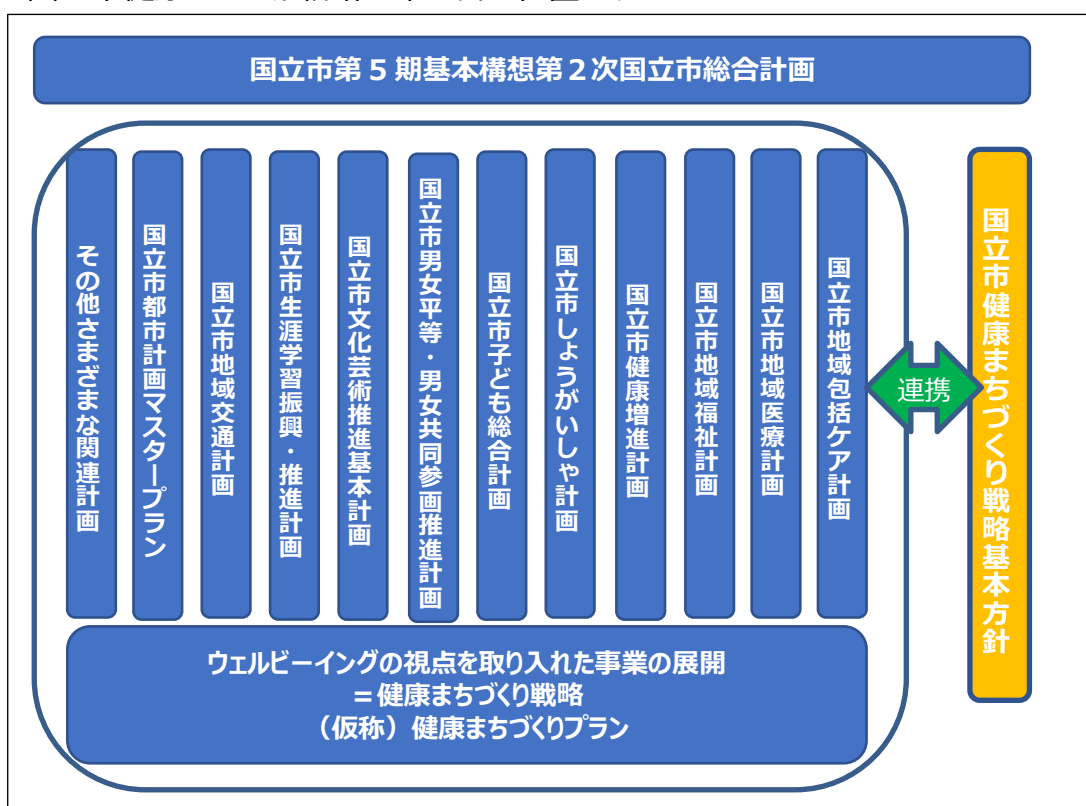 国立市第5期基本構想第2次国立市総合計画
国立市健康まちづくり戦略基本方針
連携
国立市地域包括ケア計画
国立市地域医療計画
国立市地域福祉計画
国立市健康増進計画
国立市しょうがいしゃ計画
国立市子ども総合計画
国立市男女平等・男女共同参画推進計画
国立市文化芸術推進基本計画
国立市生涯学習振興・推進計画
国立市地域交通計画
国立市都市計画マスタープラン
その他さまざまな関連計画
ウェルビーイングの視点を取り入れた事業の展開
=健康まちづくり戦略
（仮称）健康まちづくりプラン